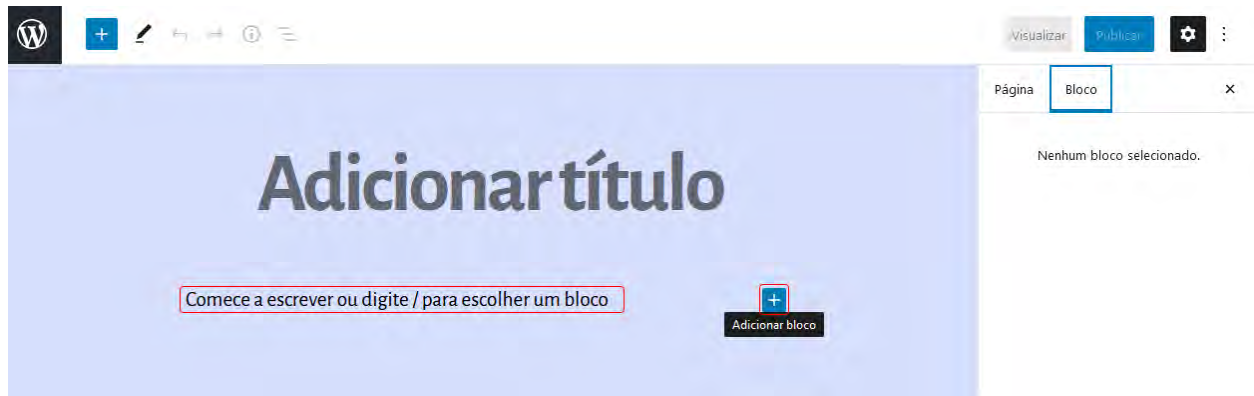 Visualizar
Publicar
Página
Bloco
Nenhum bloco selecionado.
Adicionar título
Comece a escrever ou digite / para escolher um bloco
Adicionar bloco